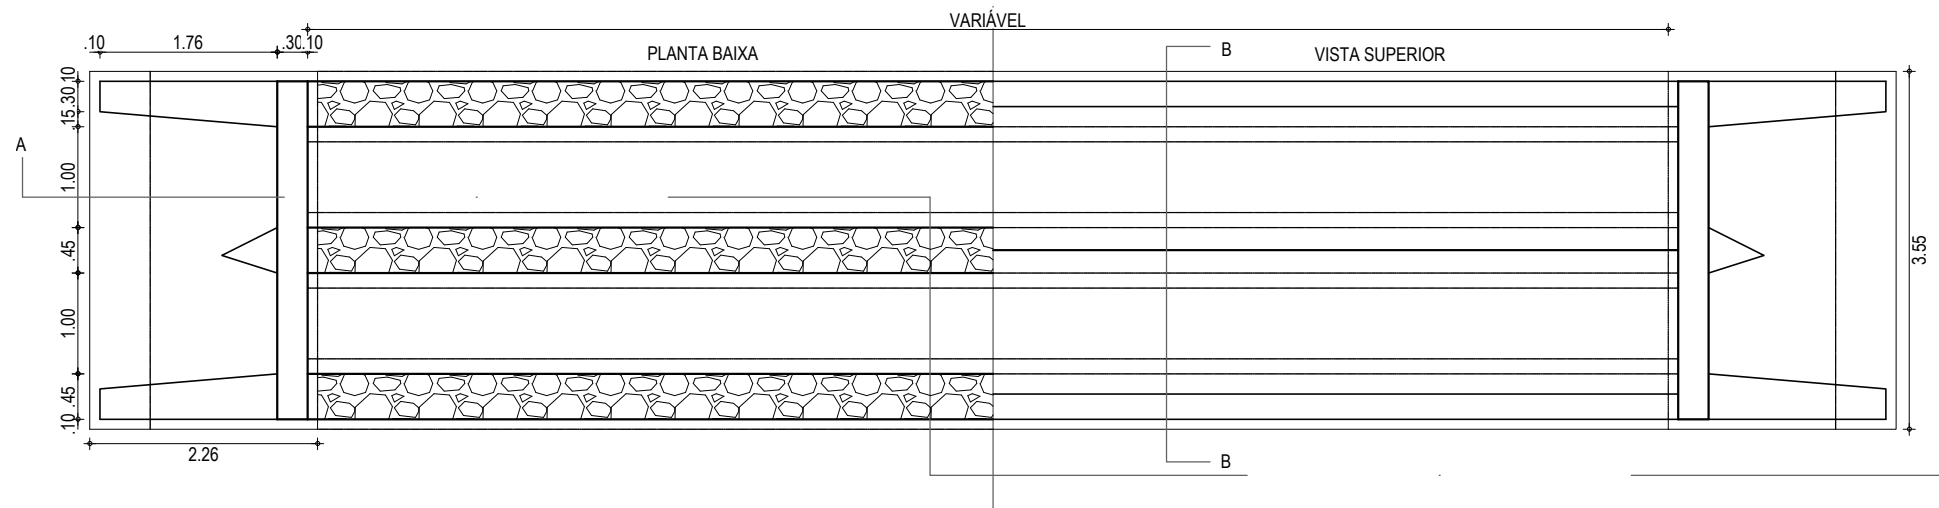 VARIÁVEL
.10 1.76 .30 .10
PLANTA BAIXA
B
VISTA SUPERIOR
.10
.30
.15
A
1.00
.45
3.55
1.00
.45
.10
2.26
B